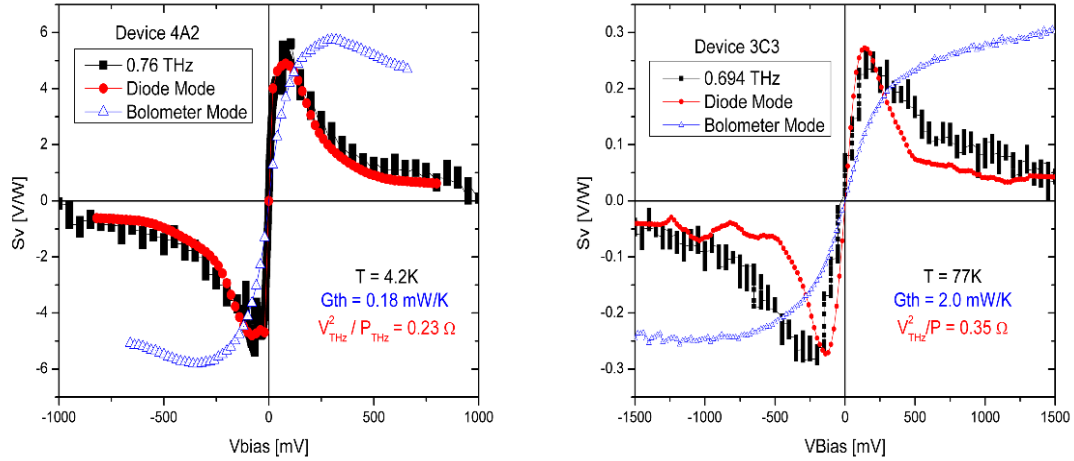 Device 4A2
0.76 THz
Diode Mode
Bolometer Mode
6
4
2
0
-2
-4
-6
Sv [V/W]
T = 4.2K
Gth = 0.18 mW/K
V²THz / PTHz = 0.23 Ω
-1000 -500 0 500 1000
Vbias [mV]
Device 3C3
0.694 THz
Diode Mode
Bolometer Mode
0.3
0.2
0.1
0.0
-0.1
-0.2
-0.3
Sv [V/W]
T = 77K
Gth = 2.0 mW/K
V²THz/P = 0.35 Ω
-1500 -1000 -500 0 500 1000 1500
VBias [mV]